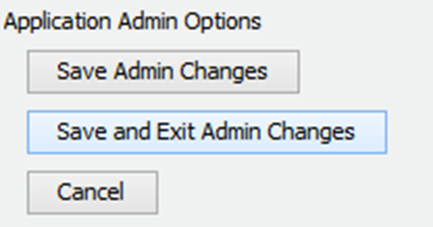 Application Admin Options
Save Admin Changes
Save and Exit Admin Changes
Cancel